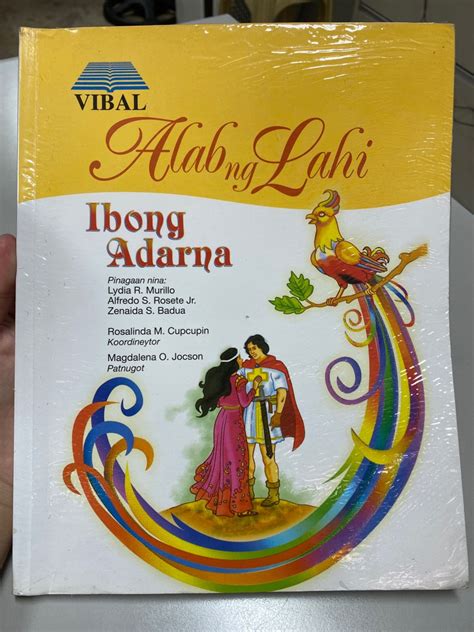 VIBAL
Alab ng Lahi
Ibong
Adarna
Pinagaan nina:
Lydia R. Murillo
Alfredo S. Rosete Jr.
Zenaida S. Badua
Rosalinda M. Cupcupin
Koordineytor
Magdalena O. Jocson
Patnugot